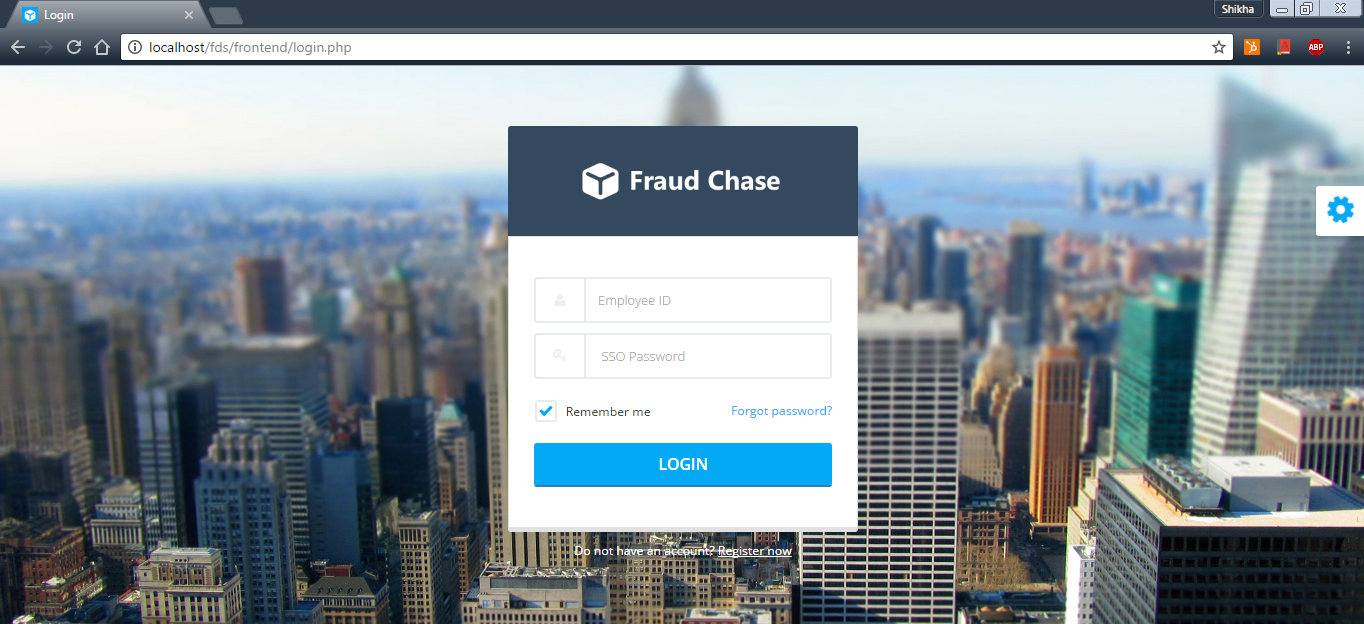 Login
Shikha
localhost/fds/frontend/login.php
ABP
Fraud Chase
Employee ID
SSO Password
Remember me
Forgot password?
LOGIN
Do not have an account? Register now